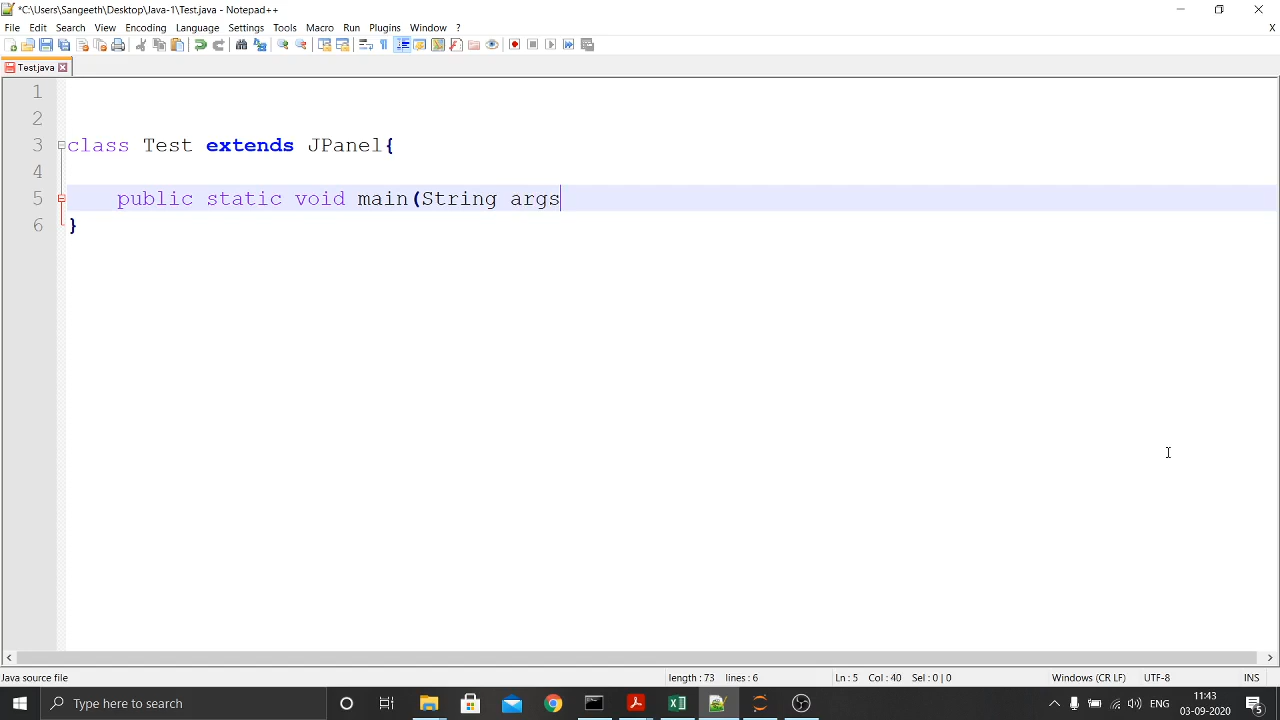 *C:\Users\Sangeeth\Desktop\Java-1\Test.java - Notepad++
File Edit Search View Encoding Language Settings Tools Macro Run Plugins Window ? X
Test.java
1
2
3 class Test extends JPanel{
4
5 public static void main(String args
6 }
Java source file length : 73 lines : 6 Ln : 5 Col : 40 Sel : 0 | 0 Windows (CR LF) UTF-8 INS
Type here to search ENG 11:43
03-09-2020
5